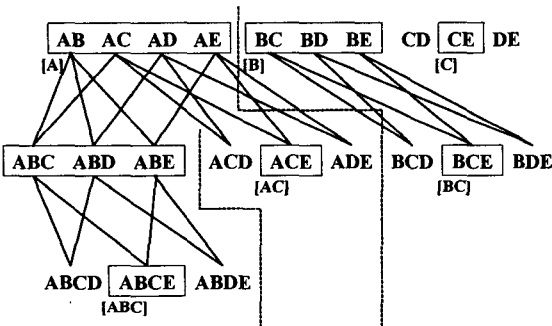 AB AC AD AE BC BD BE CD CE DE
[A] [B] [C]
ABC ABD ABE ACD ACE ADE BCD BCE BDE
[AC] [BC]
ABCD ABCE ABDE
[ABC]